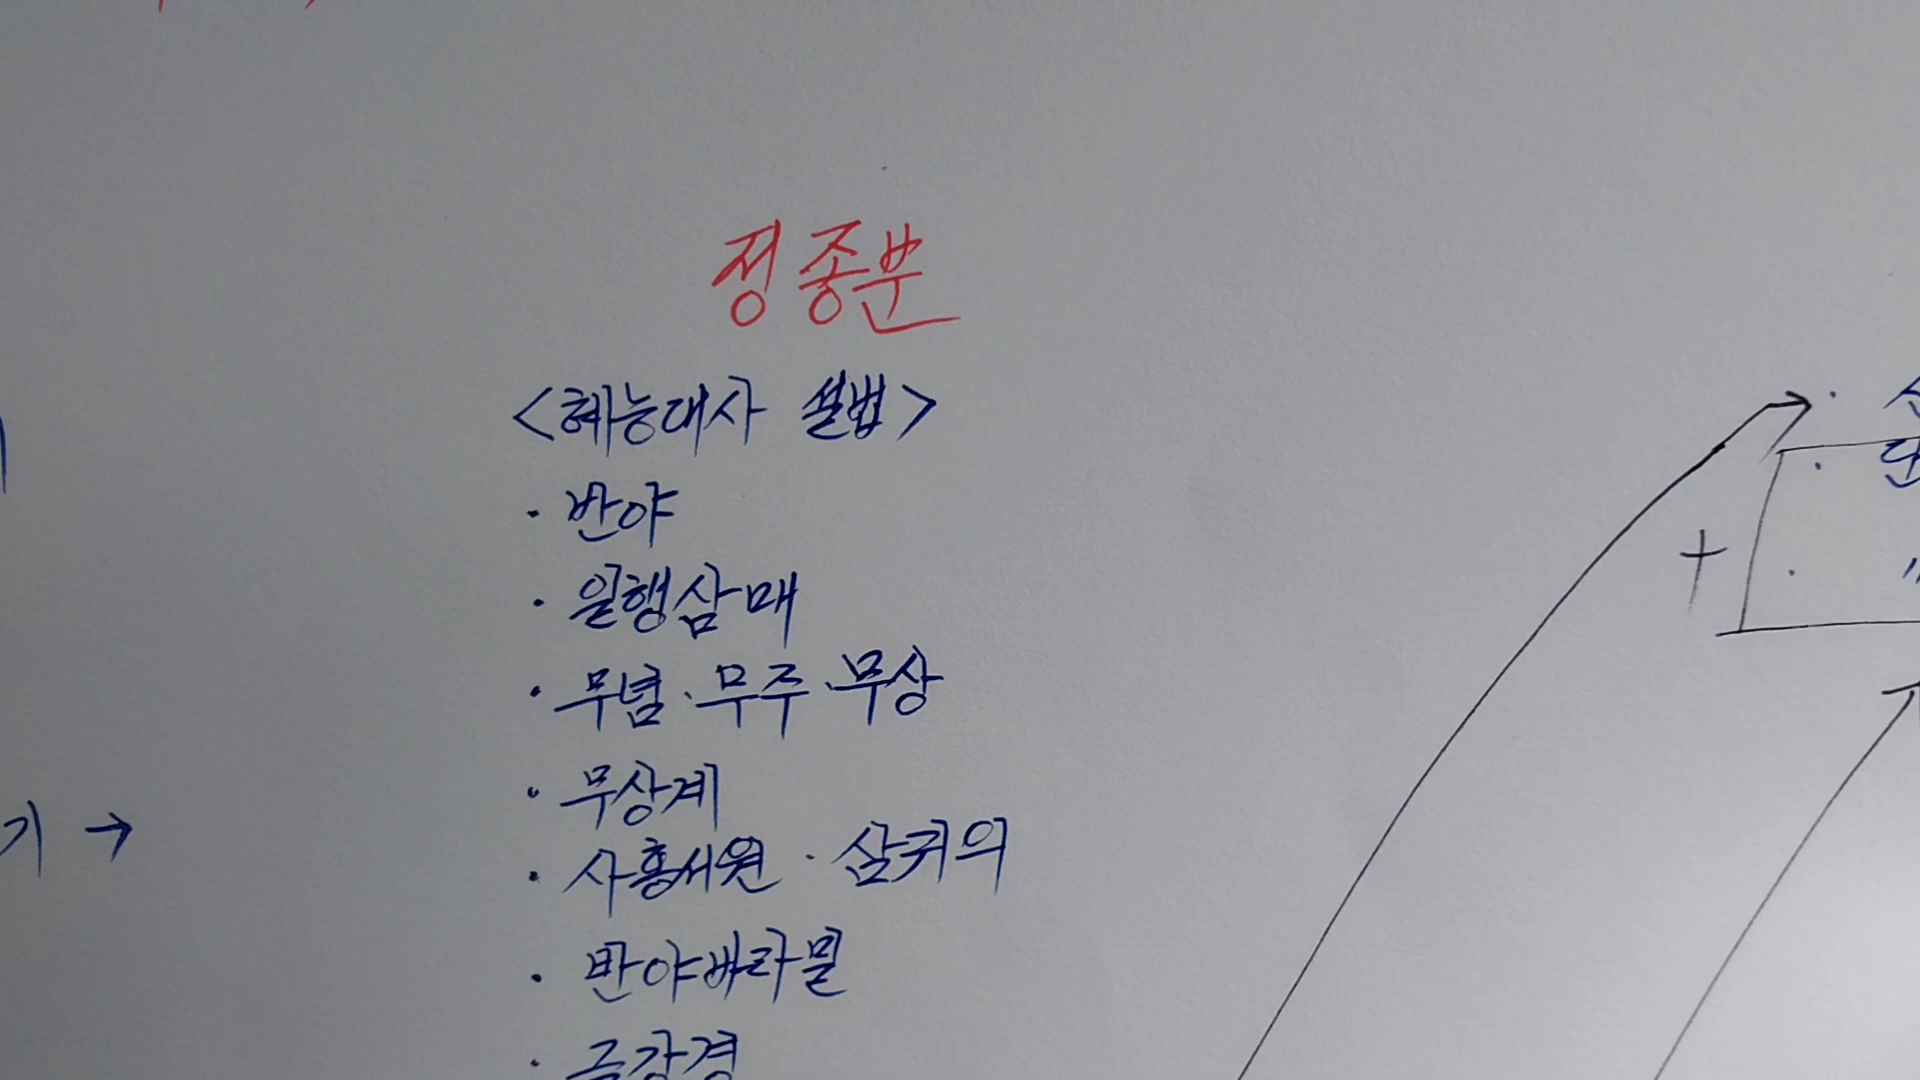 정종분
<혜능대사 설법>
· 반야
· 일행삼매
· 무념 · 무주 · 무상
· 무상계
· 사홍서원 · 삼귀의
기 →
· 반야바라밀
· 금강경
+